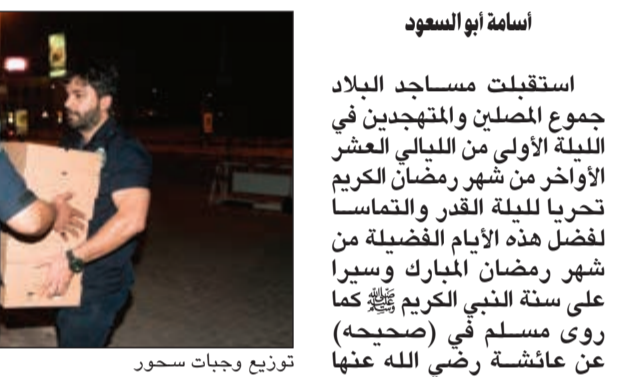 أسامة أبو السعود
استقبلت مساجد البلاد
جموع المصلين والمتهجدين في
الليلة الأولى من الليالي العشر
الأواخر من شهر رمضان الكريم
تحريا لليلة القدر والتماسا
لفضل هذه الأيام الفضيلة من
شهر رمضان المبارك وسيرا
على سنة النبي الكريم ﷺ كما
روى مسلم في (صحيحه)
عن عائشة رضي الله عنها
توزيع وجبات سحور